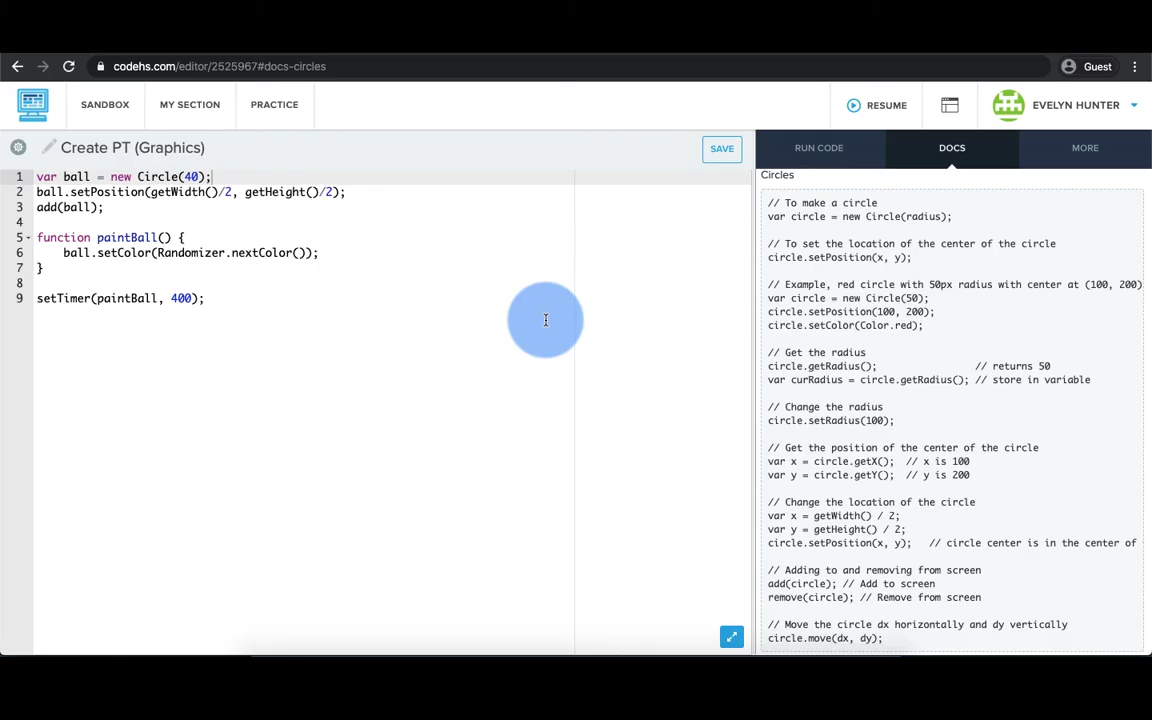 codehs.com/editor/2525967#docs-circles
Guest
SANDBOX
MY SECTION
PRACTICE
RESUME
EVELYN HUNTER
Create PT (Graphics)
SAVE
RUN CODE
DOCS
MORE
1 var ball = new Circle(40);
2 ball.setPosition(getWidth()/2, getHeight()/2);
3 add(ball);
4
5 function paintBall() {
6 ball.setColor(Randomizer.nextColor());
7 }
8
9 setTimer(paintBall, 400);
Circles
// To make a circle
var circle = new Circle(radius);
// To set the location of the center of the circle
circle.setPosition(x, y);
// Example, red circle with 50px radius with center at (100, 200)
var circle = new Circle(50);
circle.setPosition(100, 200);
circle.setColor(Color.red);
// Get the radius
circle.getRadius(); // returns 50
var curRadius = circle.getRadius(); // store in variable
// Change the radius
circle.setRadius(100);
// Get the position of the center of the circle
var x = circle.getX(); // x is 100
var y = circle.getY(); // y is 200
// Change the location of the circle
var x = getWidth() / 2;
var y = getHeight() / 2;
circle.setPosition(x, y); // circle center is in the center of
// Adding to and removing from screen
add(circle); // Add to screen
remove(circle); // Remove from screen
// Move the circle dx horizontally and dy vertically
circle.move(dx, dy);